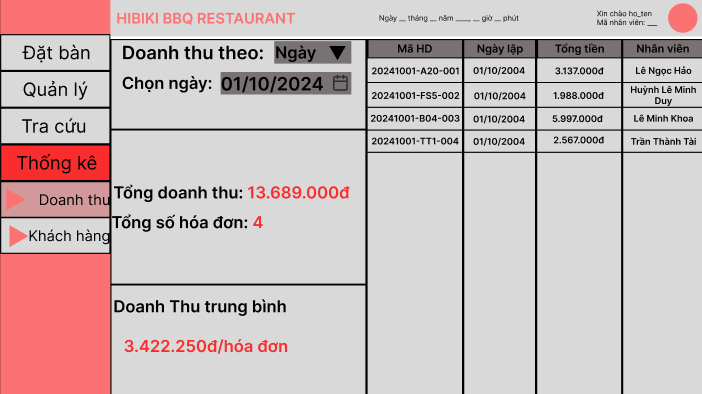 HIBIKI BBQ RESTAURANT
Ngày __ tháng __ năm ____, __ giờ __ phút
Xin chào ho_ten
Mã nhân viên: ___
Đặt bàn
Quản lý
Tra cứu
Thống kê
Doanh thu
Khách hàng
Doanh thu theo: Ngày
Chọn ngày: 01/10/2024
Tổng doanh thu: 13.689.000đ
Tổng số hóa đơn: 4
Doanh Thu trung bình
3.422.250đ/hóa đơn
Mã HD Ngày lập Tổng tiền Nhân viên
20241001-A20-001 01/10/2004 3.137.000đ Lê Ngọc Hảo
20241001-FS5-002 01/10/2004 1.988.000đ Huỳnh Lê Minh
Duy
20241001-B04-003 01/10/2004 5.997.000đ Lê Minh Khoa
20241001-TT1-004 01/10/2004 2.567.000đ Trần Thành Tài